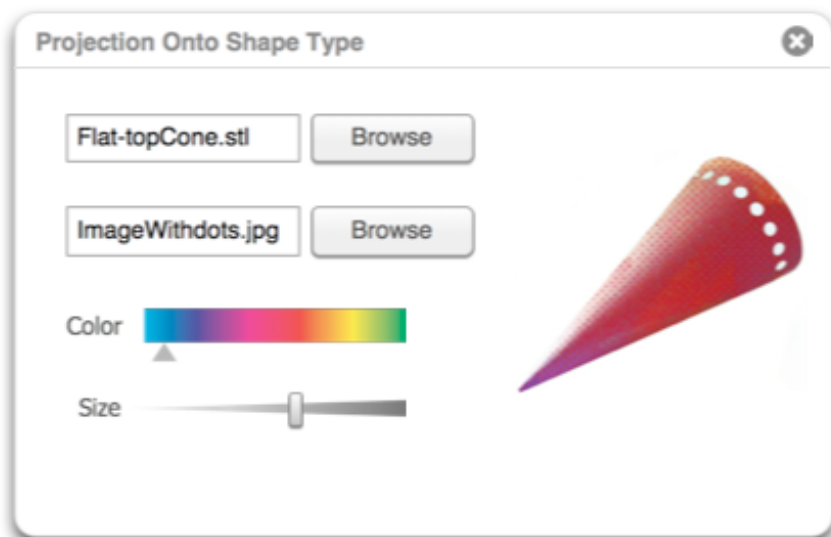 Projection Onto Shape Type
Flat-topCone.stl Browse
ImageWithdots.jpg Browse
Color
Size